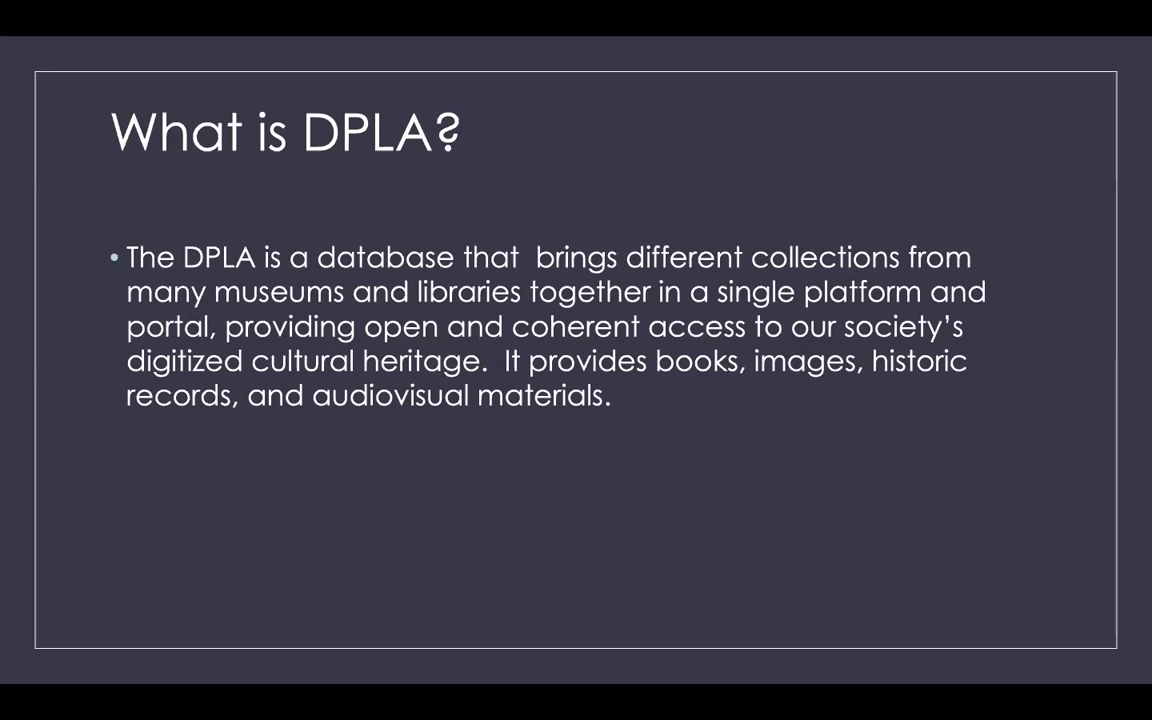 What is DPLA?
• The DPLA is a database that  brings different collections from
many museums and libraries together in a single platform and
portal, providing open and coherent access to our society’s
digitized cultural heritage.  It provides books, images, historic
records, and audiovisual materials.